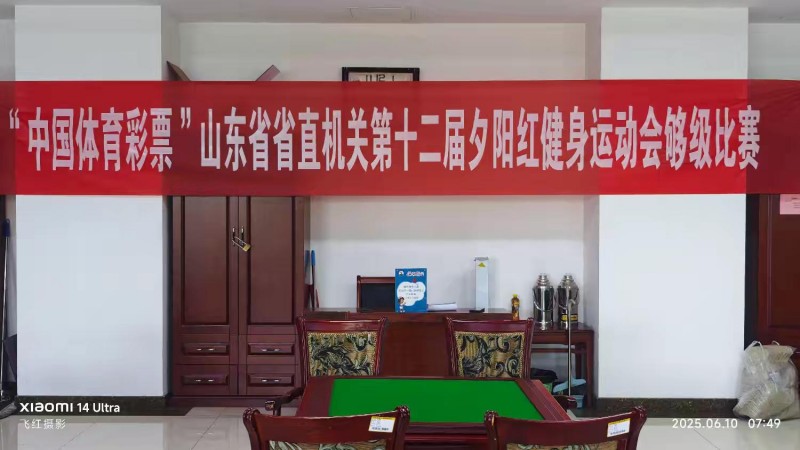 “中国体育彩票”山东省省直机关第十二届夕阳红健身运动会够级比赛
XIAOMI 14 Ultra
飞红摄影
2025.06.10 07:49